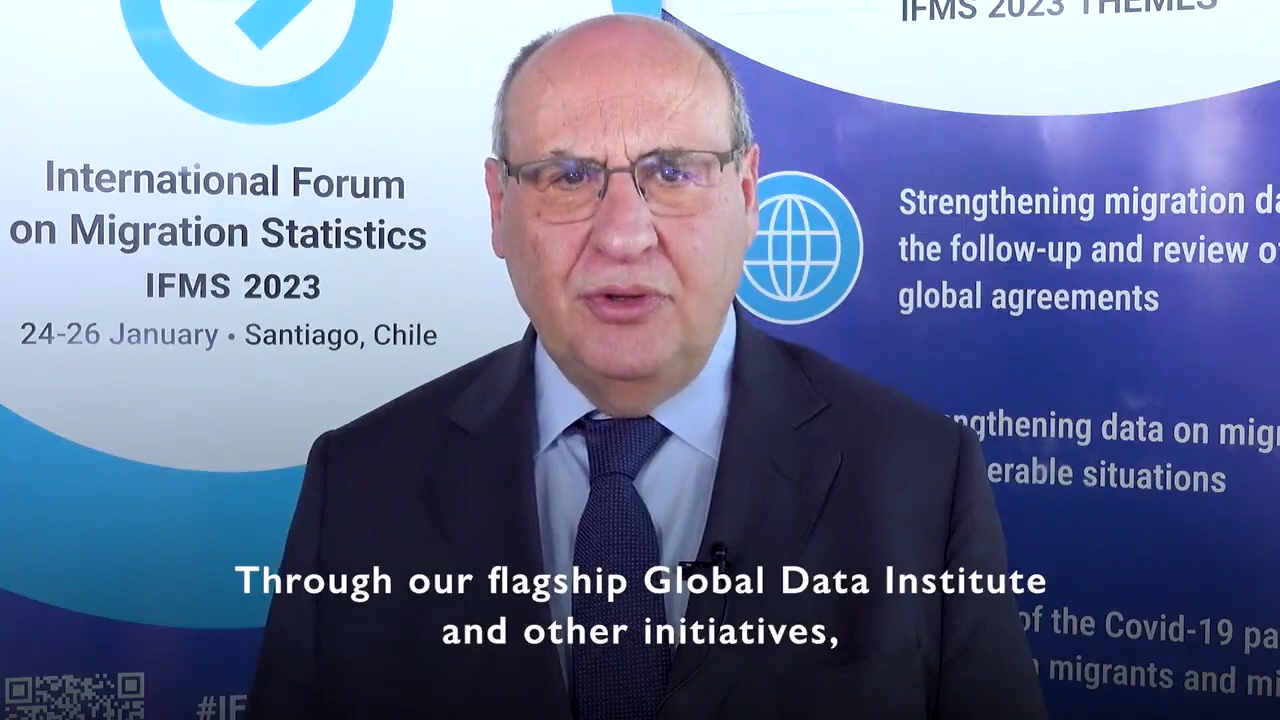 IFMS 2023 THEMES
International Forum
on Migration Statistics
IFMS 2023
24-26 January • Santiago, Chile
Strengthening migration da
the follow-up and review o
global agreements
ngthening data on mig
erable situations
of the Covid-19 pa
migrants and mi
#IF
Through our flagship Global Data Institute
and other initiatives,